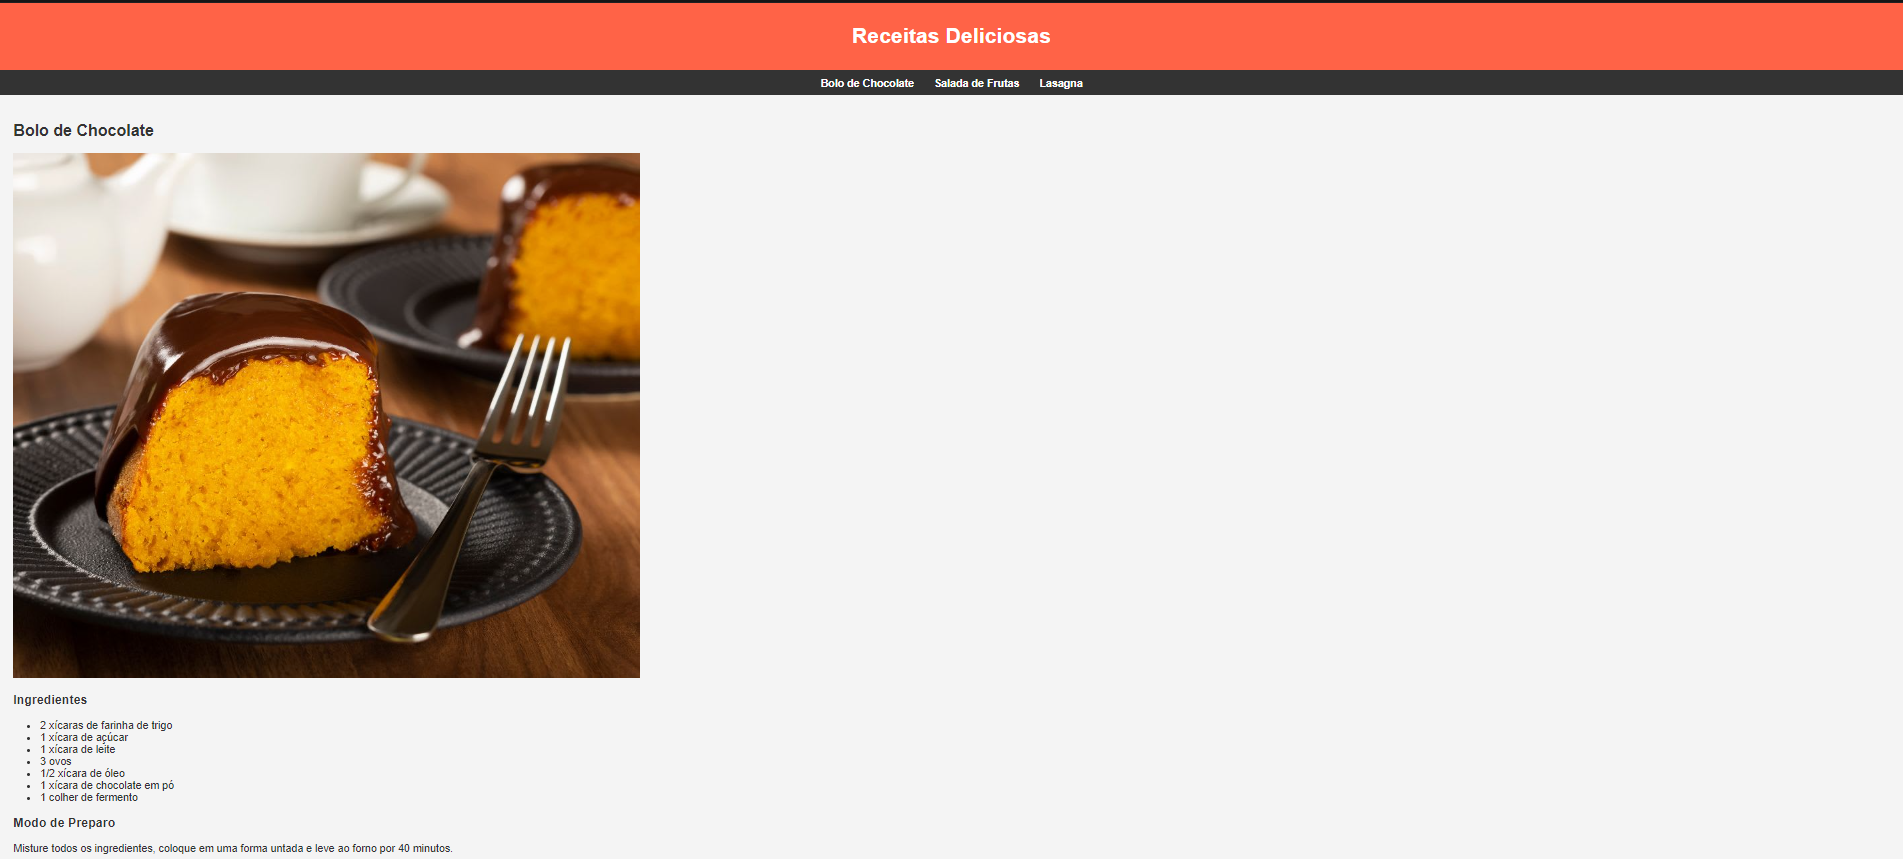 Receitas Deliciosas
Bolo de Chocolate Salada de Frutas Lasagna
Bolo de Chocolate
Ingredientes
2 xícaras de farinha de trigo
1 xícara de açúcar
1 xícara de leite
3 ovos
1/2 xícara de óleo
1 xícara de chocolate em pó
1 colher de fermento
Modo de Preparo
Misture todos os ingredientes, coloque em uma forma untada e leve ao forno por 40 minutos.